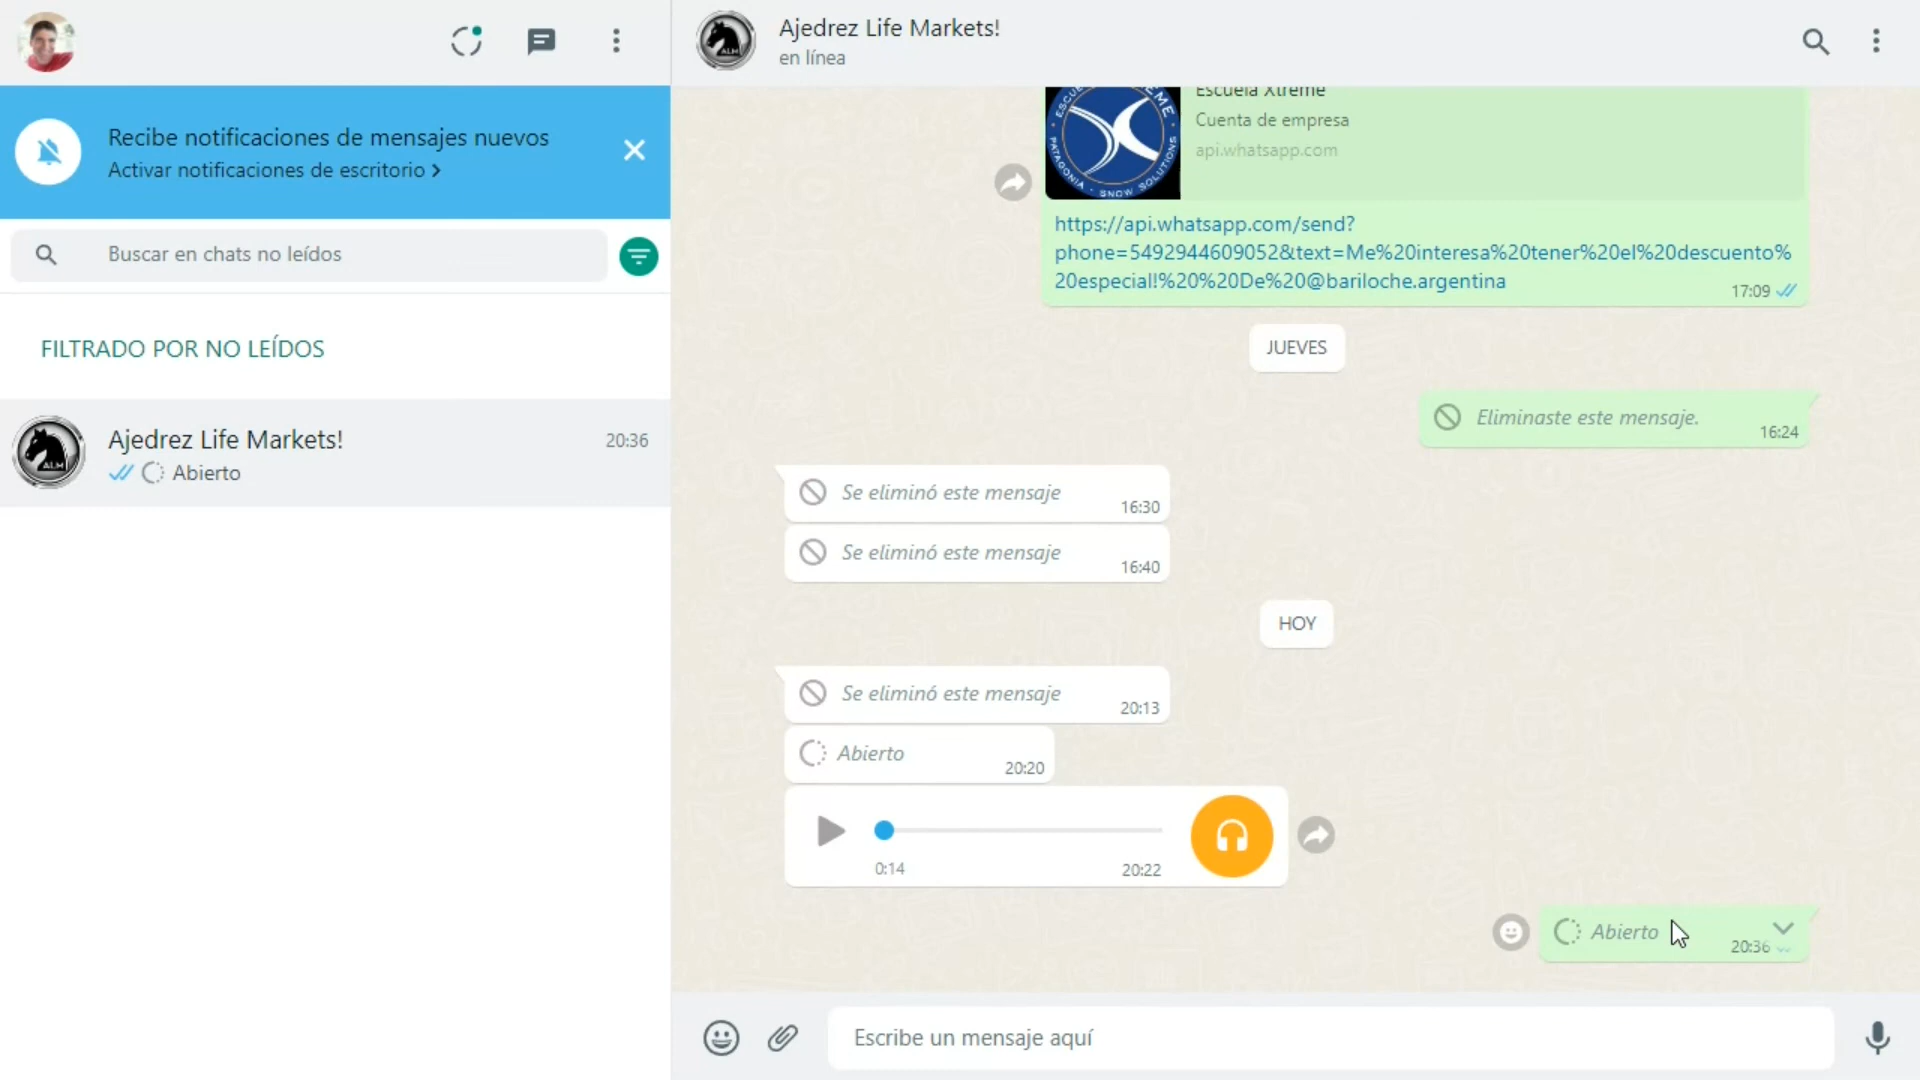 Recibe notificaciones de mensajes nuevos
Activar notificaciones de escritorio >
Buscar en chats no leídos
FILTRADO POR NO LEÍDOS
Ajedrez Life Markets!
20:36
Abierto
Ajedrez Life Markets!
en línea
Escuela Xtreme
Cuenta de empresa
api.whatsapp.com
PATAGONIA · SNOW SOLUTIONS
https://api.whatsapp.com/send?
phone=5492944609052&text=Me%20interesa%20tener%20el%20descuento%
20especial!%20%20De%20@bariloche.argentina
17:09
JUEVES
Eliminaste este mensaje.
16:24
Se eliminó este mensaje
16:30
Se eliminó este mensaje
16:40
HOY
Se eliminó este mensaje
20:13
Abierto
20:20
0:14
20:22
Abierto
20:36
Escribe un mensaje aquí